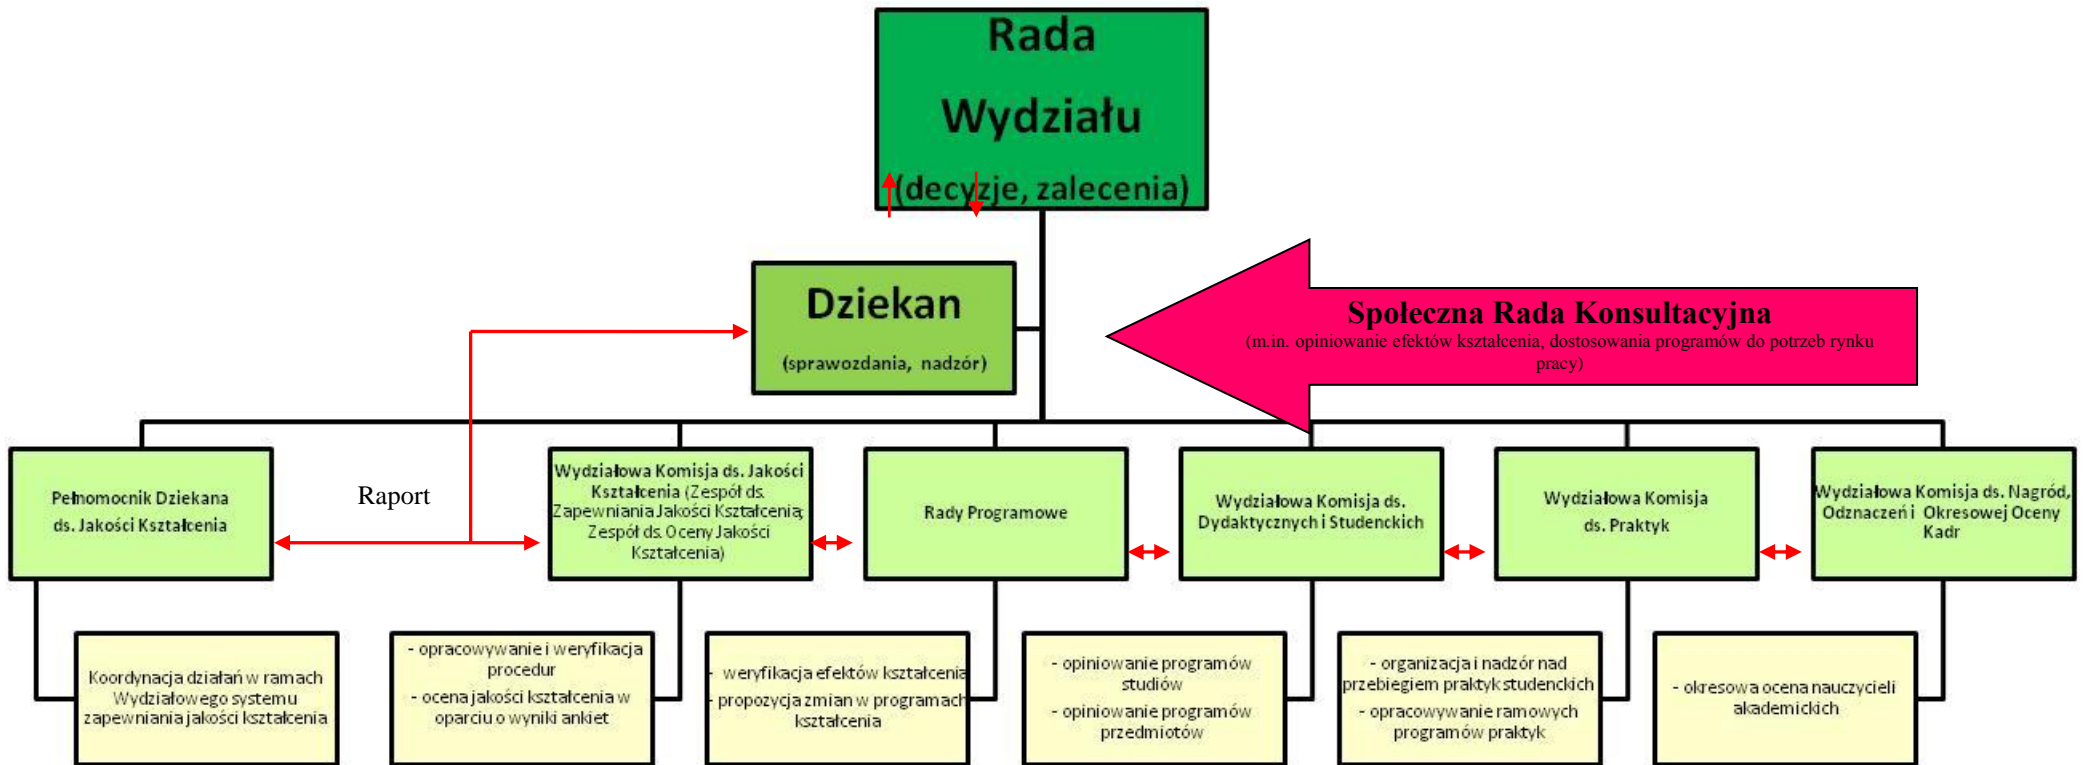 Rada
Wydziału
(decyzje, zalecenia)
Dziekan
(sprawozdania, nadzór)
Społeczna Rada Konsultacyjna
(m.in. opiniowanie efektów kształcenia, dostosowania programów do potrzeb rynku
pracy)
Pełnomocnik Dziekana
ds. Jakości Kształcenia
Raport
Wydziałowa Komisja ds. Jakości
Kształcenia (Zespół ds.
Zapewniania Jakości Kształcenia;
Zespół ds. Oceny Jakości
Kształcenia)
Rady Programowe
Wydziałowa Komisja ds.
Dydaktycznych i Studenckich
Wydziałowa Komisja
ds. Praktyk
Wydziałowa Komisja ds. Nagród,
Odznaczeń i Okresowej Oceny
Kadr
Koordynacja działań w ramach
Wydziałowego systemu
zapewniania jakości kształcenia
- opracowywanie i weryfikacja
procedur
- ocena jakości kształcenia w
oparciu o wyniki ankiet
- weryfikacja efektów kształcenia
- propozycja zmian w programach
kształcenia
- opiniowanie programów
studiów
- opiniowanie programów
przedmiotów
- organizacja i nadzór nad
przebiegiem praktyk studenckich
- opracowywanie ramowych
programów praktyk
- okresowa ocena nauczycieli
akademickich